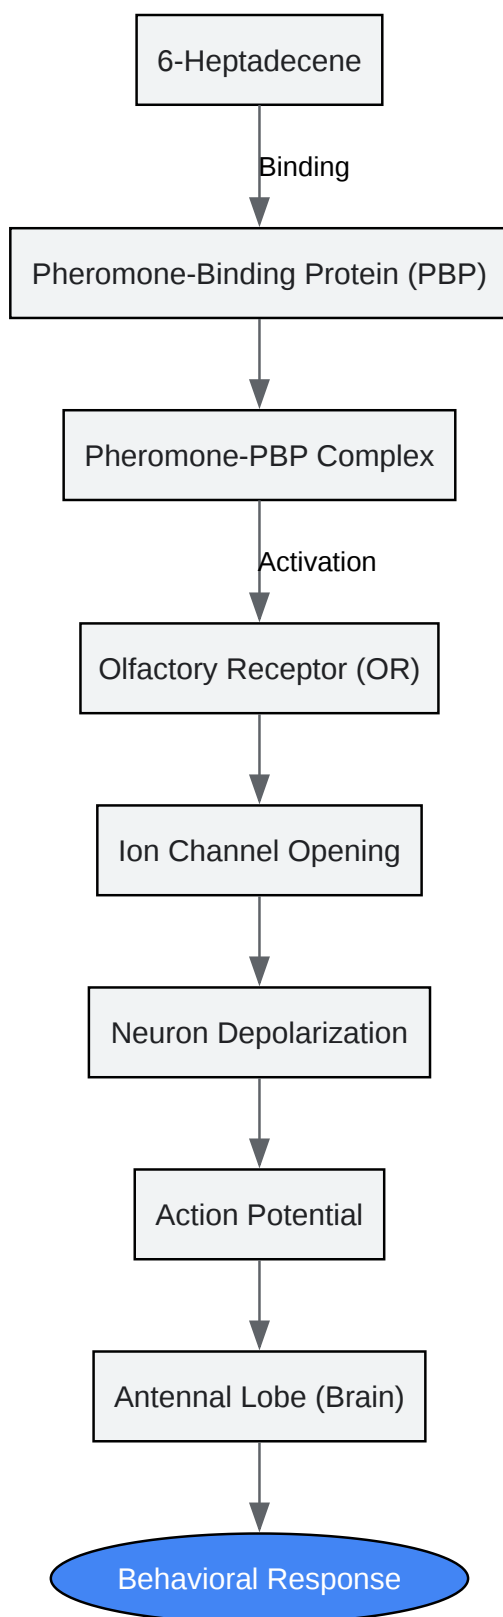 6-Heptadecene
Binding
Pheromone-Binding Protein (PBP)
Pheromone-PBP Complex
Activation
Olfactory Receptor (OR)
Ion Channel Opening
Neuron Depolarization
Action Potential
Antennal Lobe (Brain)
Behavioral Response